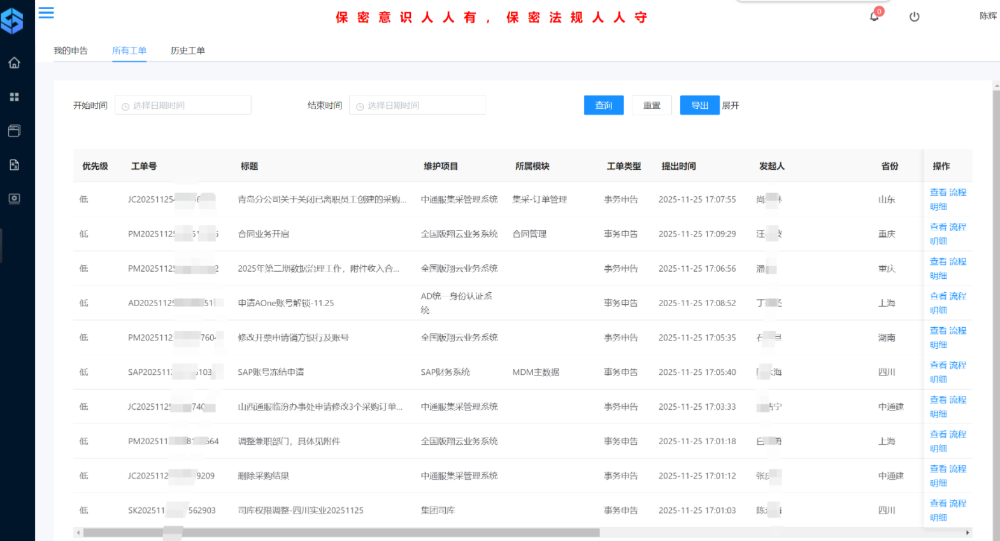 保密意识人人有，保密法规人人守
0
陈辉
我的申告 所有工单 历史工单
开始时间 选择日期时间 结束时间 选择日期时间 查询 重置 导出 展开
优先级 工单号 标题 维护项目 所属模块 工单类型 提出时间 发起人 省份 操作
低 JC20251125 青岛分公司关于关闭已离职员工创建的采购... 中通服集采管理系统 集采-订单管理 事务申告 2025-11-25 17:07:55 尚 山东 查看 流程
明细
低 PM2025112 合同业务开启 全国版翔云业务系统 合同管理 事务申告 2025-11-25 17:09:29 汪 重庆 查看 流程
明细
低 PM2025112 2 2025年第二期数据治理工作，附件收入合... 全国版翔云业务系统 事务申告 2025-11-25 17:06:56 潘 重庆 查看 流程
明细
低 AD2025112 51 申请AOne账号解锁-11.25 AD统一身份认证系
统 事务申告 2025-11-25 17:08:52 丁 上海 查看 流程
明细
低 PM2025112 760 修改开票申请销方银行及账号 全国版翔云业务系统 事务申告 2025-11-25 17:05:35 石 湖南 查看 流程
明细
低 SAP202511 103 SAP账号冻结申请 SAP财务系统 MDM主数据 事务申告 2025-11-25 17:05:40 海 四川 查看 流程
明细
低 JC2025112 740 山西通服临汾办事处申请修改3个采购订单... 中通服集采管理系统 事务申告 2025-11-25 17:03:33 宁 中通建 查看 流程
明细
低 PM202511 81 664 调整兼职部门，具体见附件 全国版翔云业务系统 事务申告 2025-11-25 17:01:18 勇 上海 查看 流程
明细
低 JC2025112 9209 删除采购结果 中通服集采管理系统 事务申告 2025-11-25 17:01:12 张 中通建 查看 流程
明细
低 SK202511 562903 司库权限调整-四川实业20251125 集团司库 事务申告 2025-11-25 17:01:03 陈 四川 查看 流程
明细